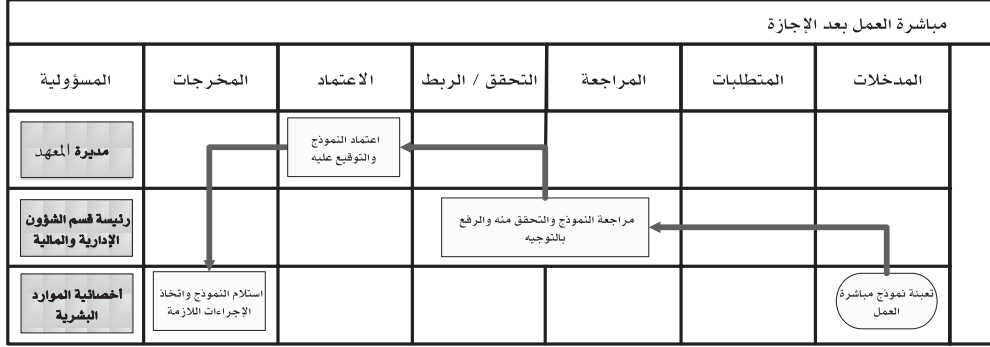 مباشرة العمل بعد الإجازة
المدخلات
المتطلبات
المراجعة
التحقق / الربط
الاعتماد
المخرجات
المسؤولية
اعتماد النموذج
والتوقيع عليه
مديرة المعهد
مراجعة النموذج والتحقق منه والرفع
بالتوجيه
رئيسة قسم الشؤون
الإدارية والمالية
تعبئة نموذج مباشرة
العمل
استلام النموذج واتخاذ
الإجراءات اللازمة
أخصائية الموارد
البشرية